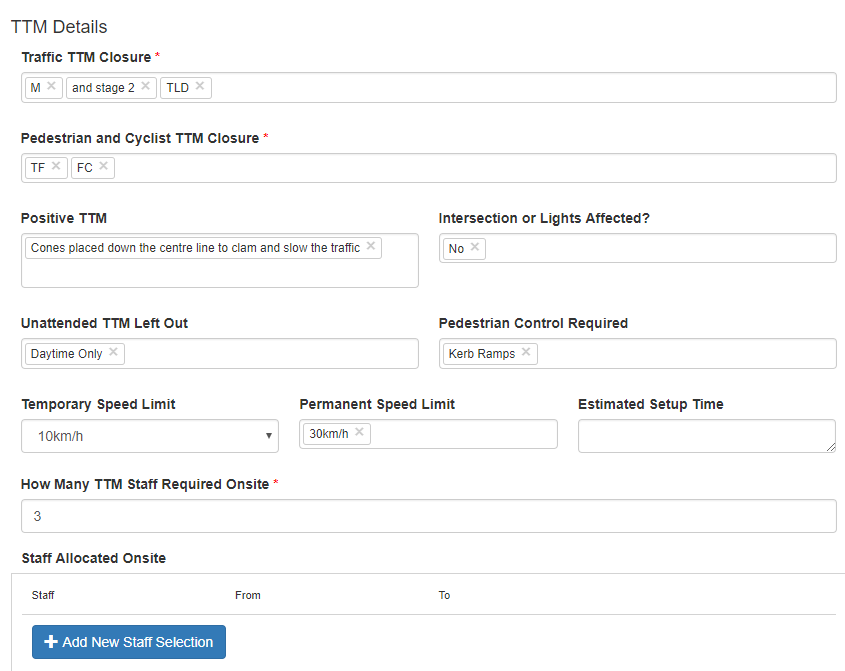 TTM Details
Traffic TTM Closure *
M × and stage 2 × TLD ×
Pedestrian and Cyclist TTM Closure *
TF × FC ×
Positive TTM Intersection or Lights Affected?
Cones placed down the centre line to clam and slow the traffic × No ×
Unattended TTM Left Out Pedestrian Control Required
Daytime Only × Kerb Ramps ×
Temporary Speed Limit Permanent Speed Limit Estimated Setup Time
10km/h 30km/h ×
How Many TTM Staff Required Onsite *
3
Staff Allocated Onsite
Staff From To
+ Add New Staff Selection